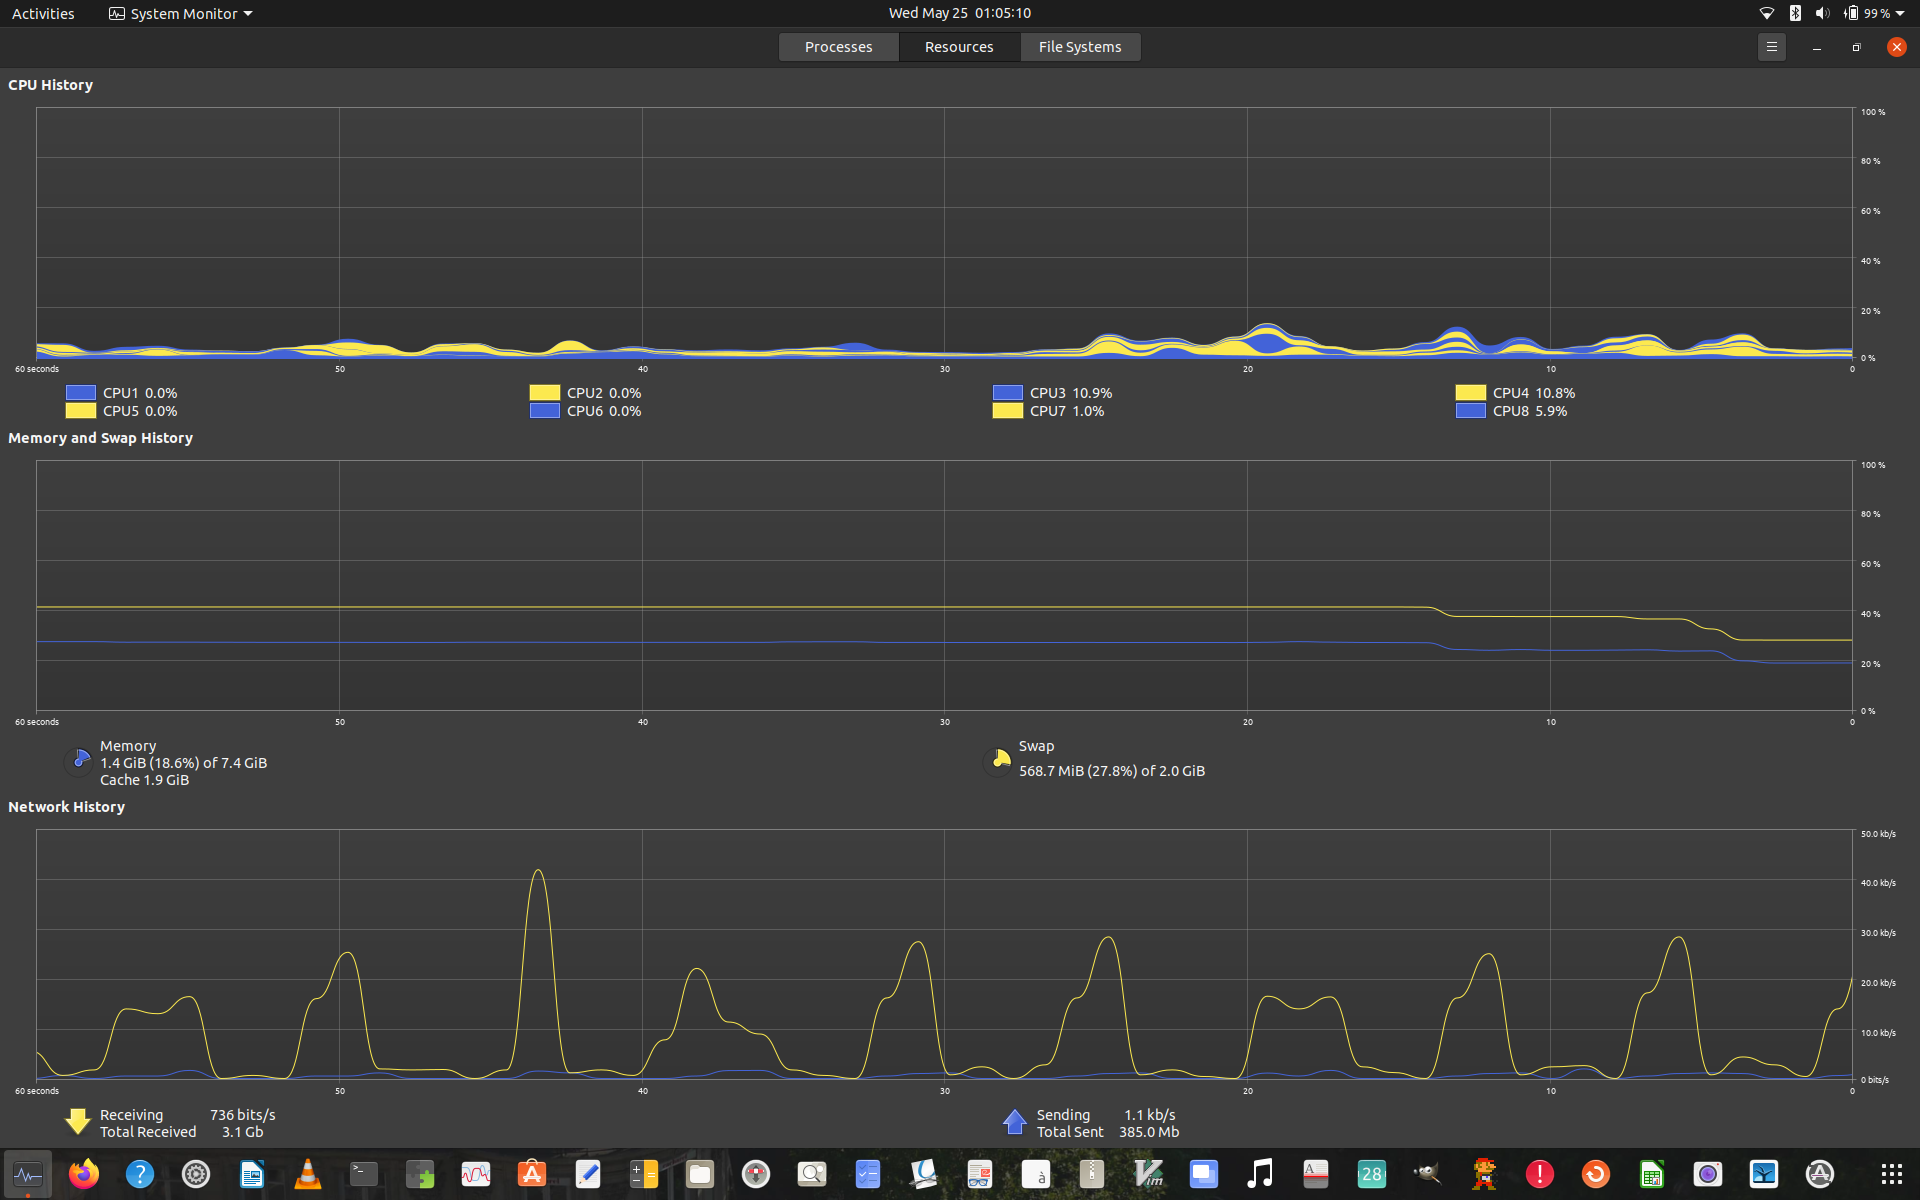 Activities System Monitor Wed May 25 01:05:10 99 %
Processes Resources File Systems
CPU History
100 %
80 %
60 %
40 %
20 %
0 %
60 seconds 50 40 30 20 10 0
CPU1 0.0% CPU2 0.0% CPU3 10.9% CPU4 10.8%
CPU5 0.0% CPU6 0.0% CPU7 1.0% CPU8 5.9%
Memory and Swap History
100 %
80 %
60 %
40 %
20 %
0 %
60 seconds 50 40 30 20 10 0
Memory
1.4 GiB (18.6%) of 7.4 GiB
Cache 1.9 GiB
Swap
568.7 MiB (27.8%) of 2.0 GiB
Network History
50.0 kb/s
40.0 kb/s
30.0 kb/s
20.0 kb/s
10.0 kb/s
0 bits/s
60 seconds 50 40 30 20 10 0
Receiving 736 bits/s Sending 1.1 kb/s
Total Received 3.1 Gb Total Sent 385.0 Mb
? >_ A à Vim A 28 !